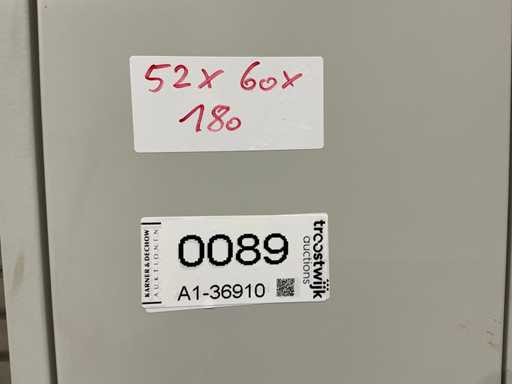 52x 60x
180
KARNER & DECHOW
AUKTIONEN
0089
A1-36910
troostwijk
auctions